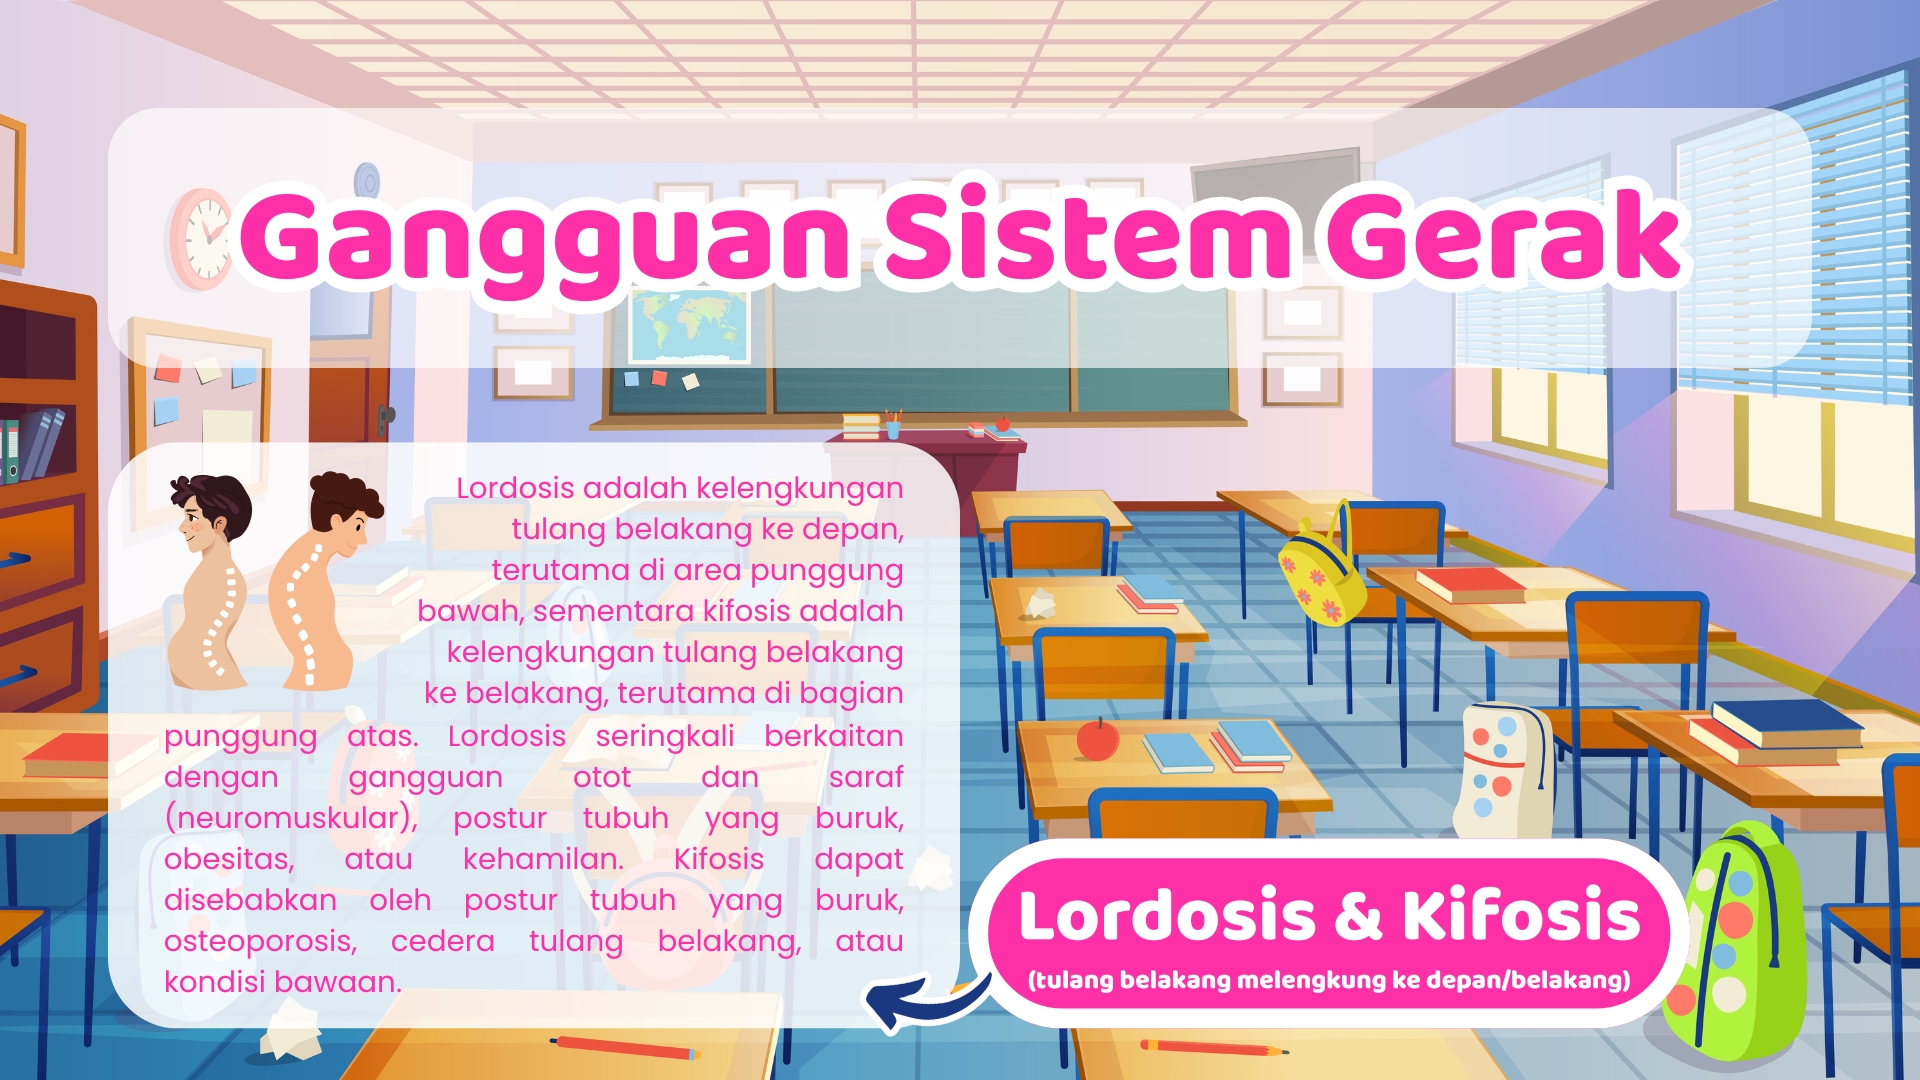 Gangguan Sistem Gerak
Lordosis adalah kelengkungan
tulang belakang ke depan,
terutama di area punggung
bawah, sementara kifosis adalah
kelengkungan tulang belakang
ke belakang, terutama di bagian
punggung atas. Lordosis seringkali berkaitan
dengan gangguan otot dan saraf
(neuromuskular), postur tubuh yang buruk,
obesitas, atau kehamilan. Kifosis dapat
disebabkan oleh postur tubuh yang buruk,
osteoporosis, cedera tulang belakang, atau
kondisi bawaan.
Lordosis & Kifosis
(tulang belakang melengkung ke depan/belakang)